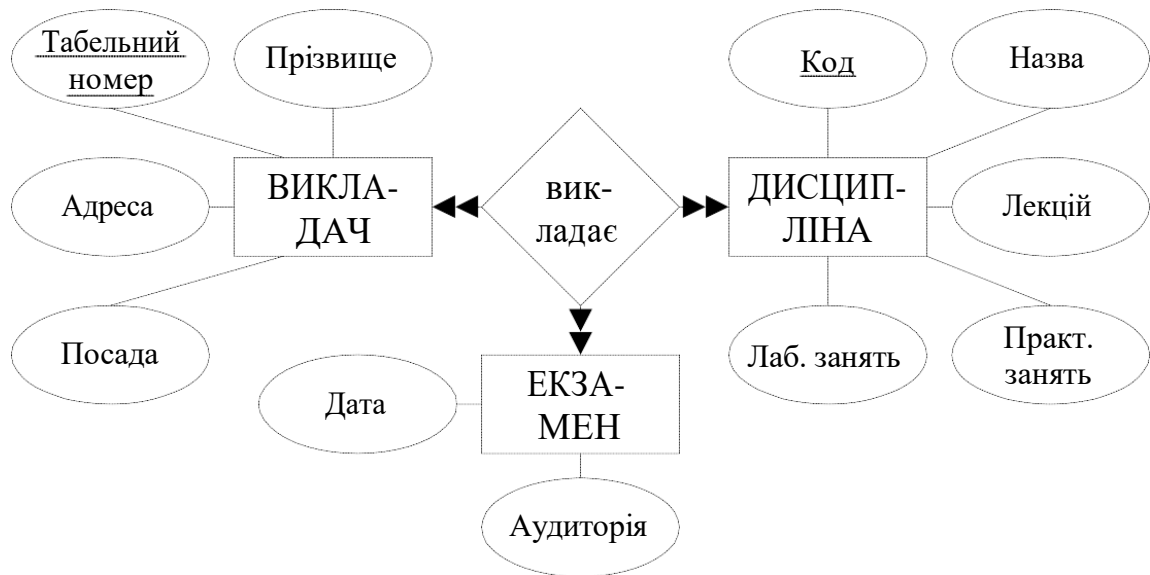 Табельний
номер
Прізвище
Код
Назва
Адреса
ВИКЛА-
ДАЧ
вик-
ладає
ДИСЦИП-
ЛІНА
Лекцій
Посада
Лаб. занять
Практ.
занять
Дата
ЕКЗА-
МЕН
Аудиторія